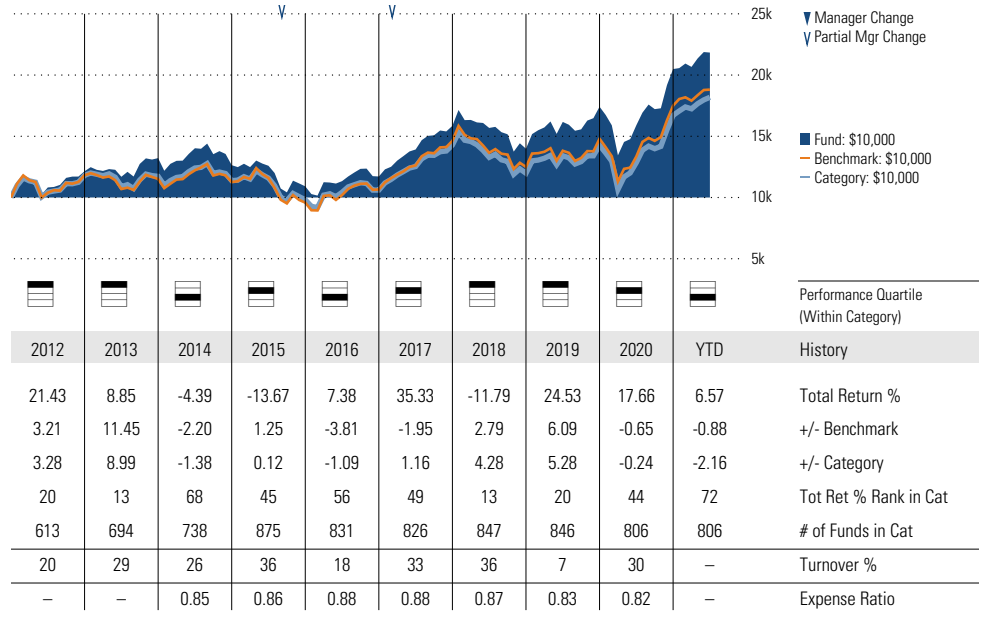 25k
▼ Manager Change
∨ Partial Mgr Change
20k
15k
Fund: $10,000
Benchmark: $10,000
Category: $10,000
10k
5k
Performance Quartile
(Within Category)
2012 2013 2014 2015 2016 2017 2018 2019 2020 YTD History
21.43 8.85 -4.39 -13.67 7.38 35.33 -11.79 24.53 17.66 6.57 Total Return %
3.21 11.45 -2.20 1.25 -3.81 -1.95 2.79 6.09 -0.65 -0.88 +/- Benchmark
3.28 8.99 -1.38 0.12 -1.09 1.16 4.28 5.28 -0.24 -2.16 +/- Category
20 13 68 45 56 49 13 20 44 72 Tot Ret % Rank in Cat
613 694 738 875 831 826 847 846 806 806 # of Funds in Cat
20 29 26 36 18 33 36 7 30 – Turnover %
– – 0.85 0.86 0.88 0.88 0.87 0.83 0.82 – Expense Ratio